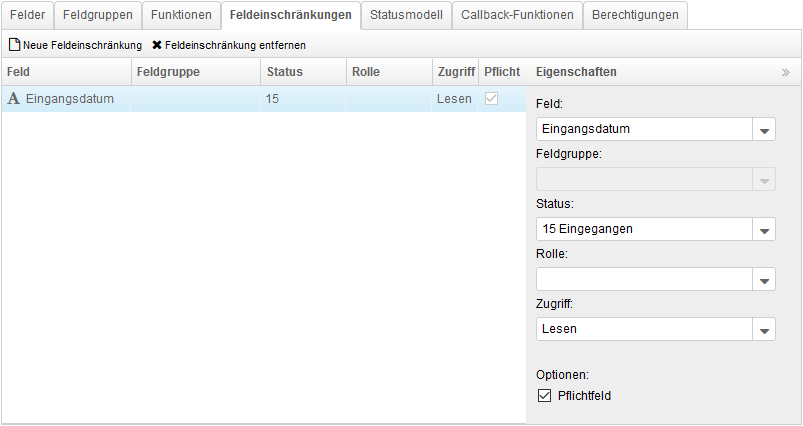 Felder Feldgruppen Funktionen Feldeinschränkungen Statusmodell Callback-Funktionen Berechtigungen
Neue Feldeinschränkung Feldeinschränkung entfernen
Feld Feldgruppe Status Rolle Zugriff Pflicht Eigenschaften »
A Eingangsdatum 15 Lesen
Feld:
Eingangsdatum
Feldgruppe:
Status:
15 Eingegangen
Rolle:
Zugriff:
Lesen
Optionen:
Pflichtfeld